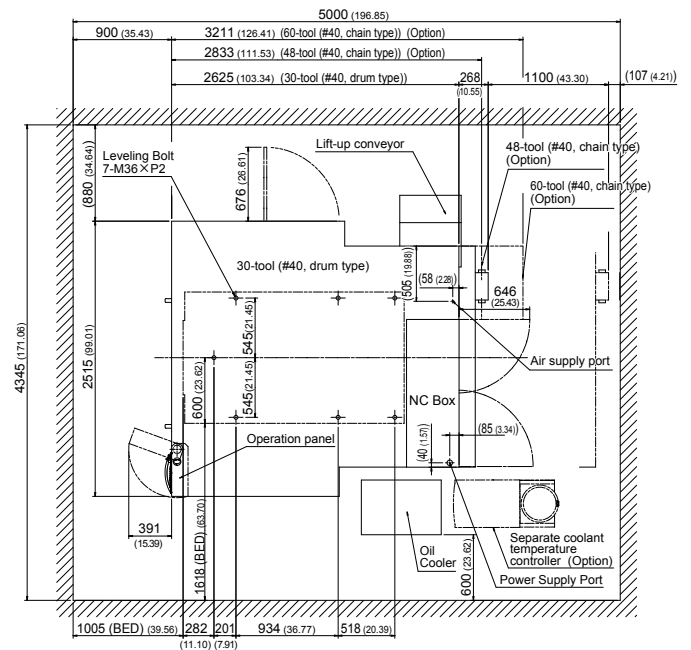 5000 (196.85)
900 (35.43)
3211 (126.41) (60-tool (#40, chain type)) (Option)
2833 (111.53) (48-tool (#40, chain type)) (Option)
2625 (103.34) (30-tool (#40, drum type))
268
(10.55)
1100 (43.30)
(107 (4.21)
Leveling Bolt
7-M36×P2
Lift-up conveyor
48-tool (#40, chain type)
(Option)
60-tool (#40, chain type)
(Option)
(880 (34.64))
676 (26.61)
30-tool (#40, drum type)
505 (19.88)
(58 (2.28)
646
(25.43)
4345 (171.06)
2515 (99.01)
545 (21.45)
545 (21.45)
600 (23.62)
Air supply port
NC Box
(85 (3.34)
(40 (1.57)
Operation panel
391
(15.39)
1618 (BED) (63.70)
Oil
Cooler
600 (23.62)
Separate coolant
temperature
controller (Option)
Power Supply Port
1005 (BED) (39.56)
282
(11.10)
201
(7.91)
934 (36.77)
518 (20.39)